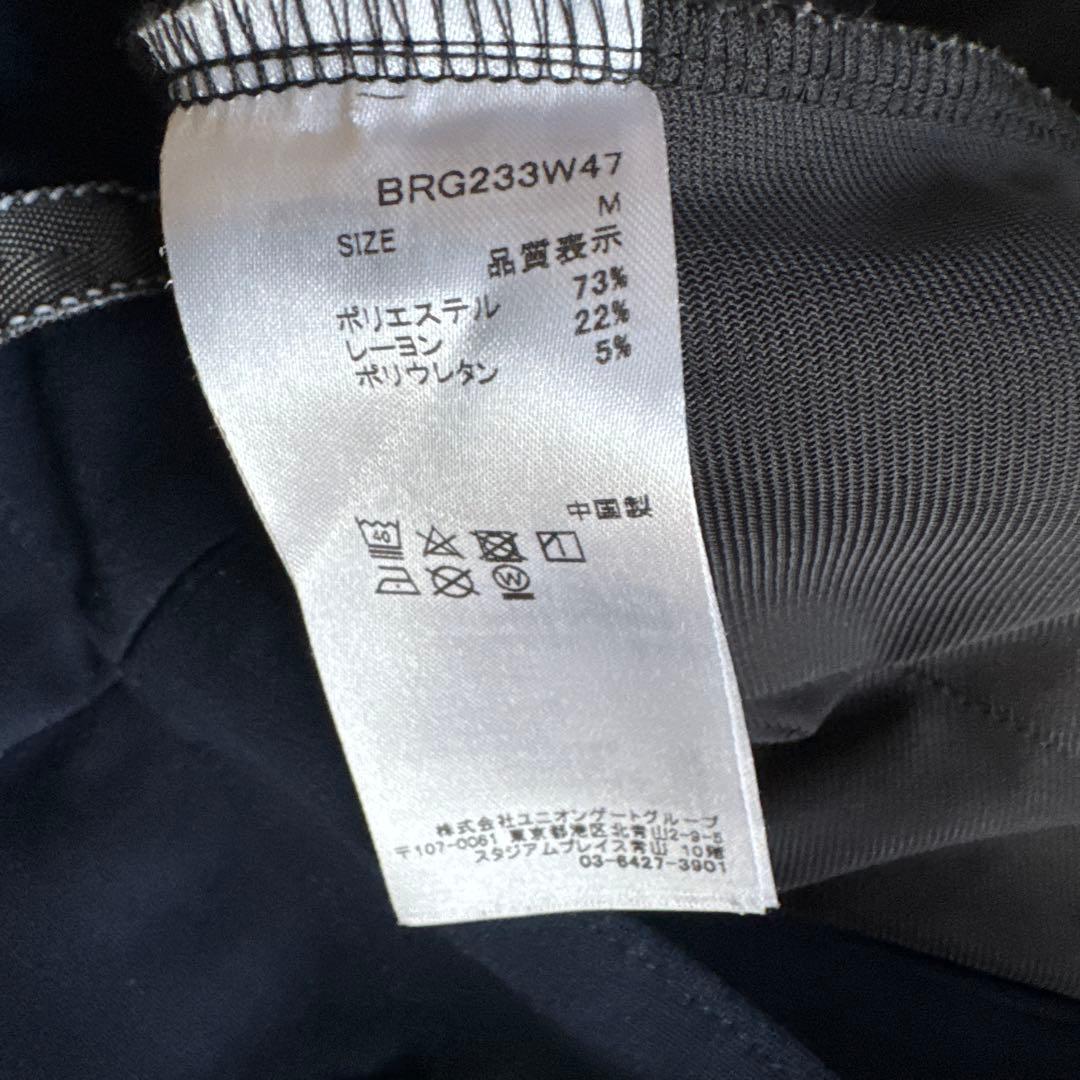 BRG233W47
SIZE M
品質表示
ポリエステル 73%
レーヨン 22%
ポリウレタン 5%
中国製
40
W
株式会社ユニオンゲートグループ
〒107-0061 東京都港区北青山2-9-5
スタジアムプレイス青山 10階
03-6427-3901